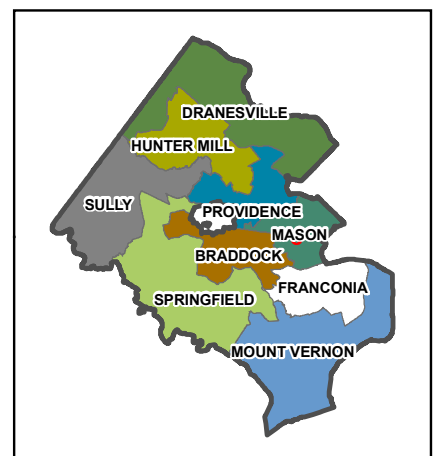 DRANESVILLE
HUNTER MILL
SULLY
PROVIDENCE
MASON
BRADDOCK
FRANCONIA
SPRINGFIELD
MOUNT VERNON